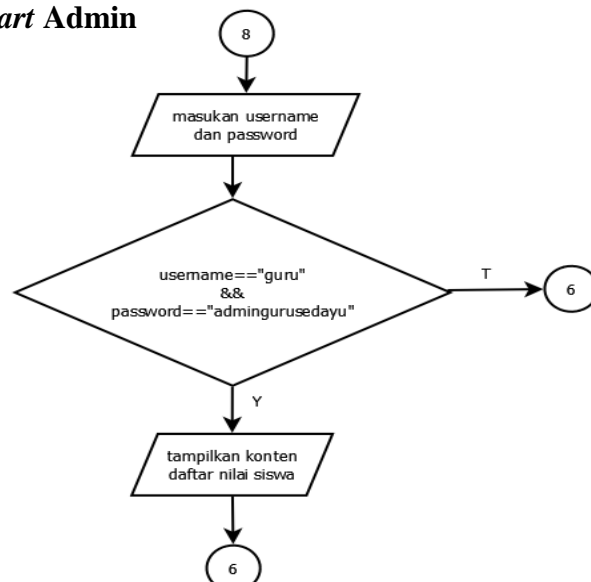 art Admin
8
masukan username
dan password
username=="guru"
&&
password=="admingurusedayu"
T
6
Y
tampilkan konten
daftar nilai siswa
6